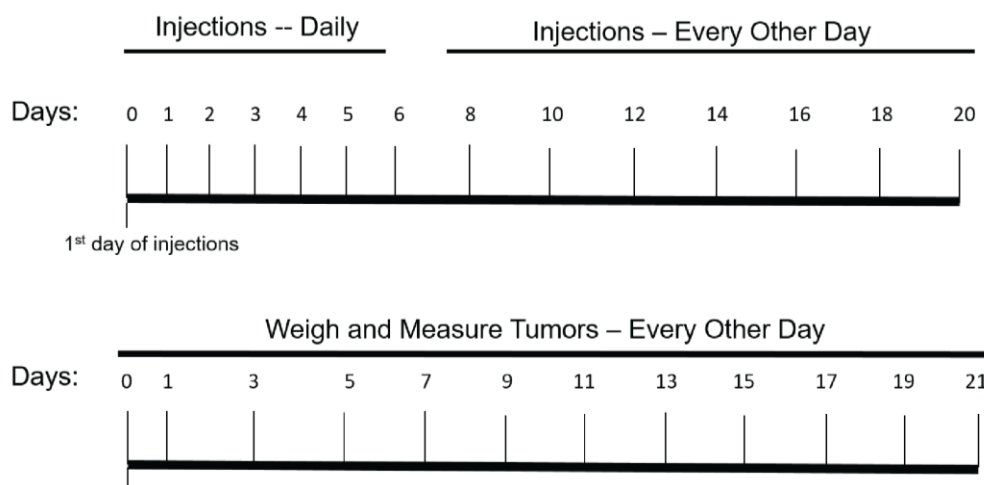 Injections -- Daily Injections – Every Other Day
Days: 0 1 2 3 4 5 6 8 10 12 14 16 18 20
1st day of injections
Weigh and Measure Tumors – Every Other Day
Days: 0 1 3 5 7 9 11 13 15 17 19 21